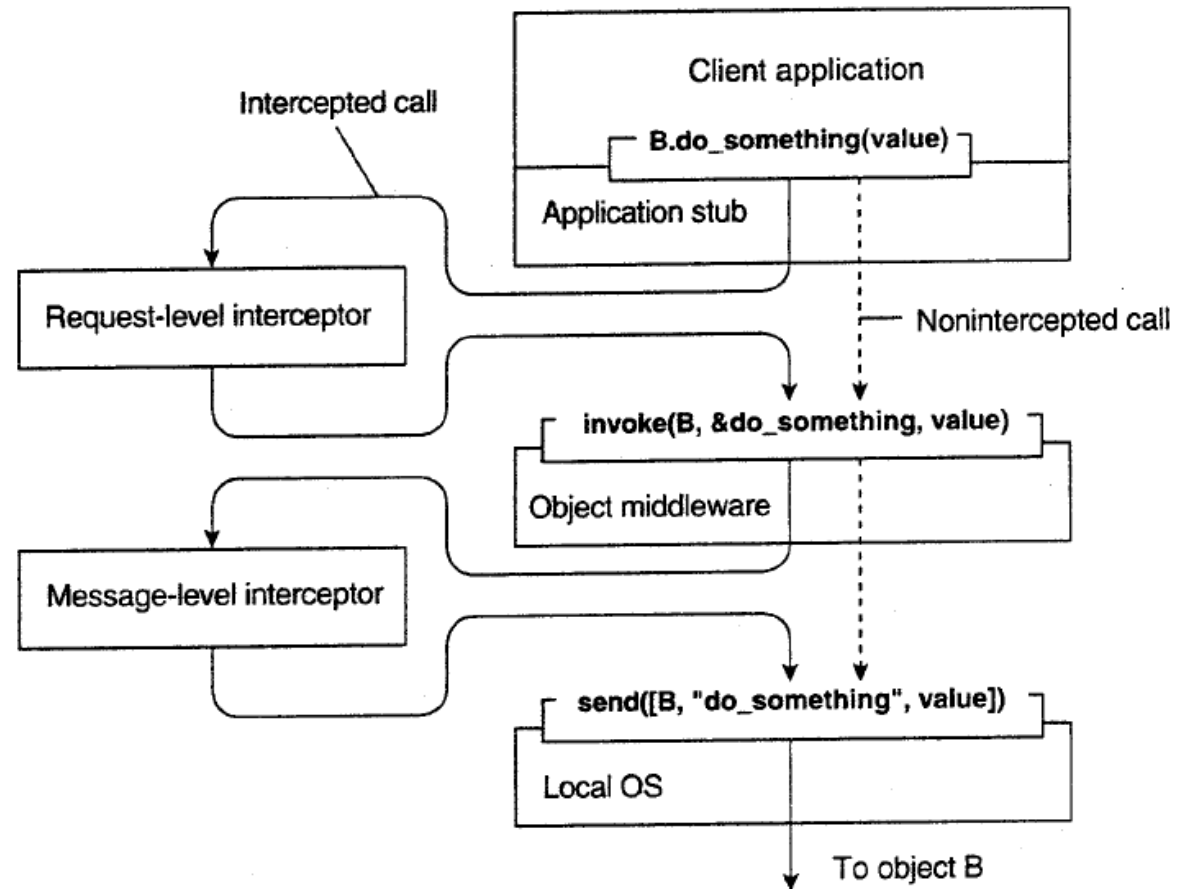 Client application
Intercepted call
B.do_something(value)
Application stub
Request-level interceptor
Nonintercepted call
invoke(B, &do_something, value)
Object middleware
Message-level interceptor
send([B, "do_something", value])
Local OS
To object B